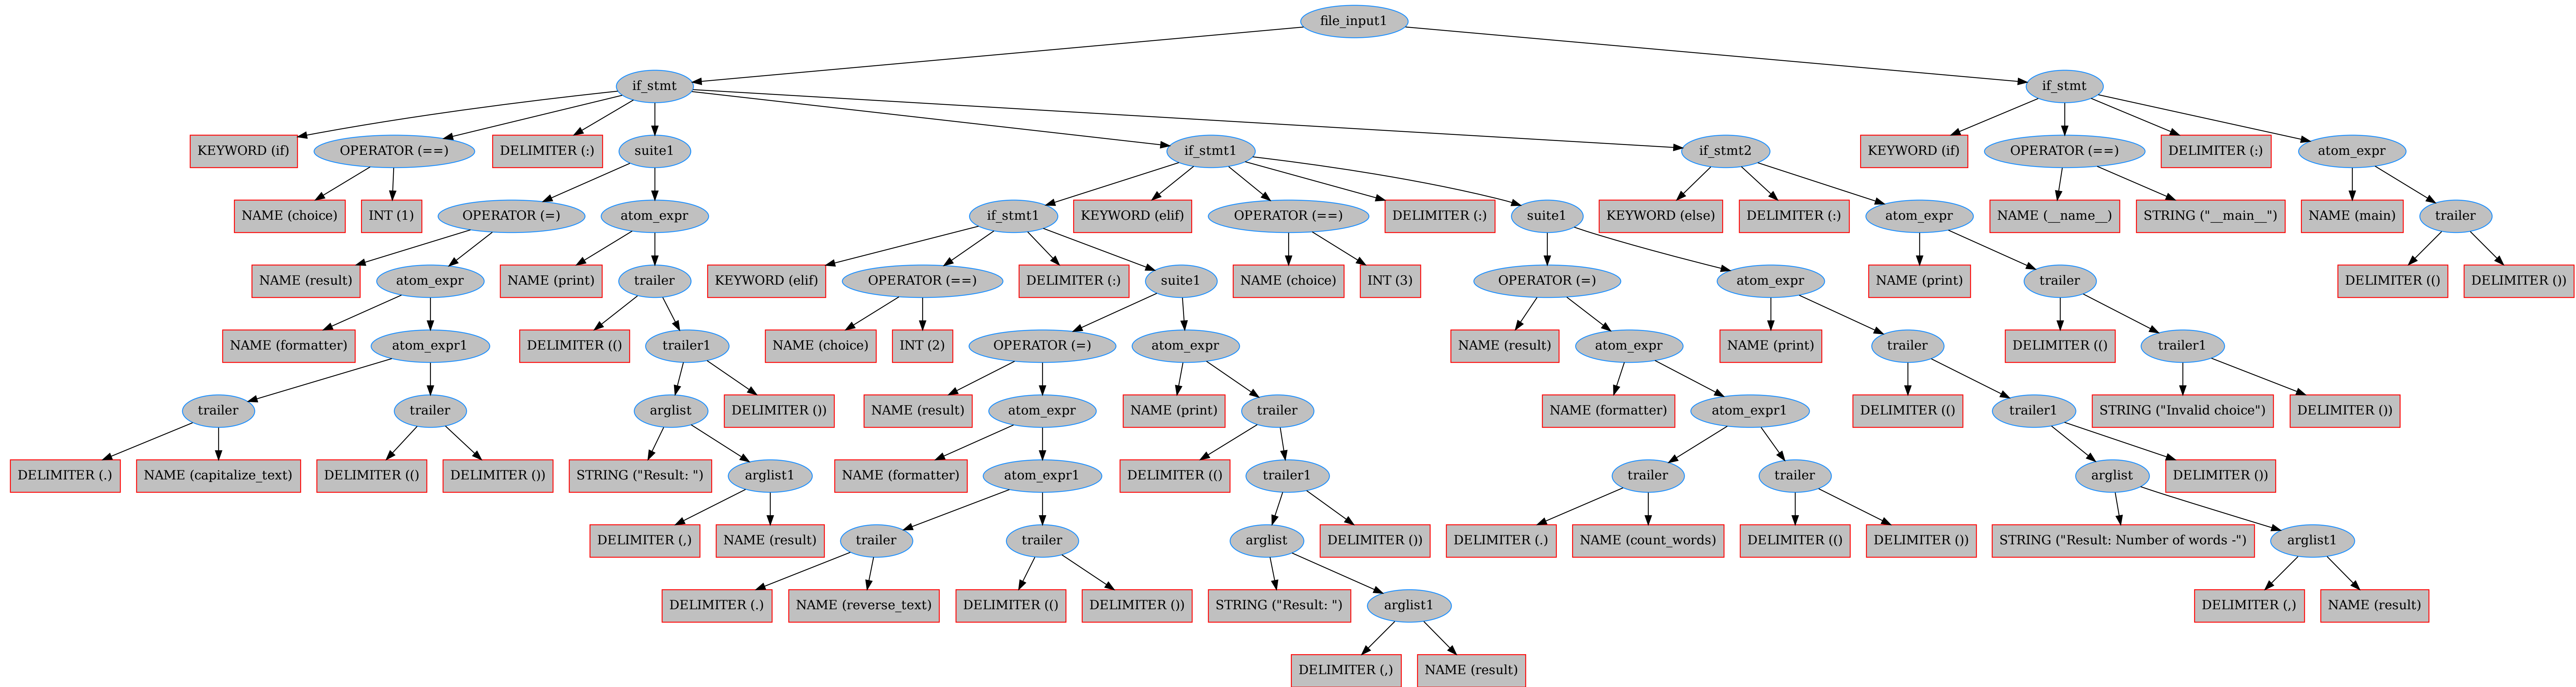 file_input1
if_stmt
if_stmt
KEYWORD (if)
OPERATOR (==)
DELIMITER (:)
suite1
if_stmt1
if_stmt2
KEYWORD (if)
OPERATOR (==)
DELIMITER (:)
atom_expr
NAME (choice)
INT (1)
OPERATOR (=)
atom_expr
if_stmt1
KEYWORD (elif)
OPERATOR (==)
DELIMITER (:)
suite1
KEYWORD (else)
DELIMITER (:)
atom_expr
NAME (__name__)
STRING ("__main__")
NAME (main)
trailer
NAME (result)
atom_expr
NAME (print)
trailer
KEYWORD (elif)
OPERATOR (==)
DELIMITER (:)
suite1
NAME (choice)
INT (3)
OPERATOR (=)
atom_expr
NAME (print)
trailer
DELIMITER (()
DELIMITER ())
NAME (formatter)
atom_expr1
DELIMITER (()
trailer1
NAME (choice)
INT (2)
OPERATOR (=)
atom_expr
NAME (result)
atom_expr
NAME (print)
trailer
DELIMITER (()
trailer1
trailer
trailer
arglist
DELIMITER ())
NAME (result)
atom_expr
NAME (print)
trailer
NAME (formatter)
atom_expr1
DELIMITER (()
trailer1
STRING ("Invalid choice")
DELIMITER ())
DELIMITER (.)
NAME (capitalize_text)
DELIMITER (()
DELIMITER ())
STRING ("Result: ")
arglist1
NAME (formatter)
atom_expr1
DELIMITER (()
trailer1
trailer
trailer
arglist
DELIMITER ())
DELIMITER (,)
NAME (result)
trailer
trailer
arglist
DELIMITER ())
DELIMITER (.)
NAME (count_words)
DELIMITER (()
DELIMITER ())
STRING ("Result: Number of words -")
arglist1
DELIMITER (.)
NAME (reverse_text)
DELIMITER (()
DELIMITER ())
STRING ("Result: ")
arglist1
DELIMITER (,)
NAME (result)
DELIMITER (,)
NAME (result)